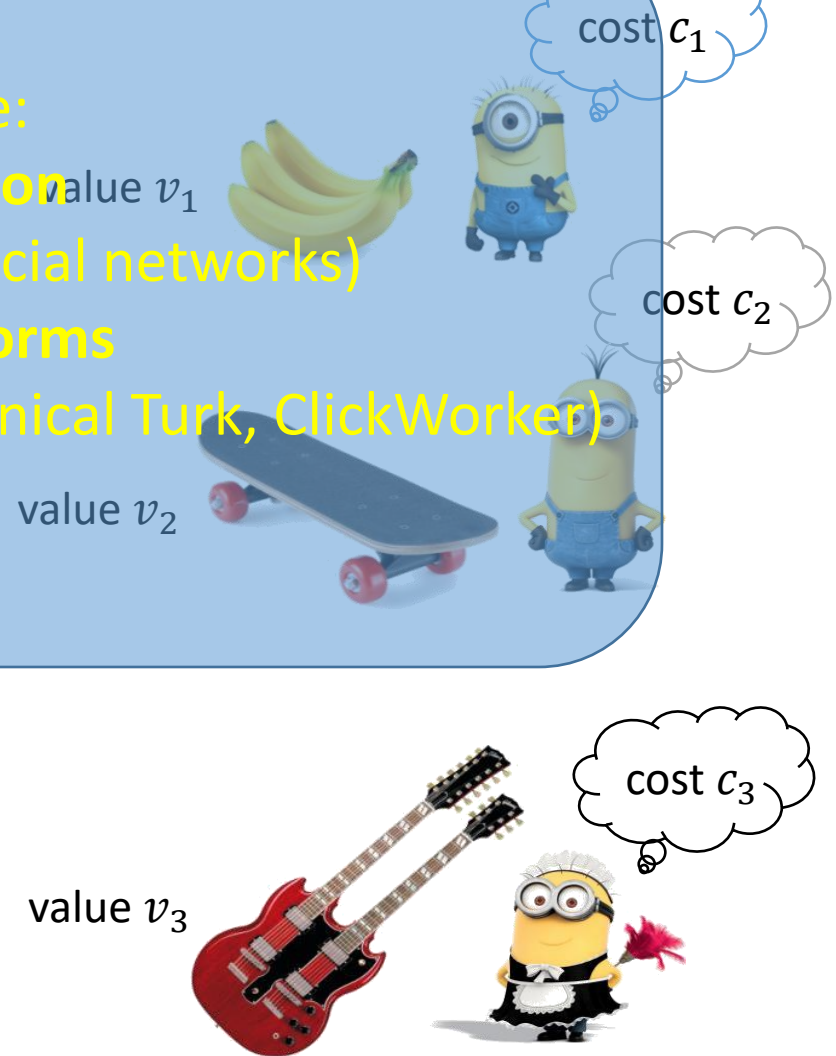 cost c₁
e:
on
value v₁
cial networks)
orms
cost c₂
nical Turk, ClickWorker)
value v₂
cost c₃
value v₃